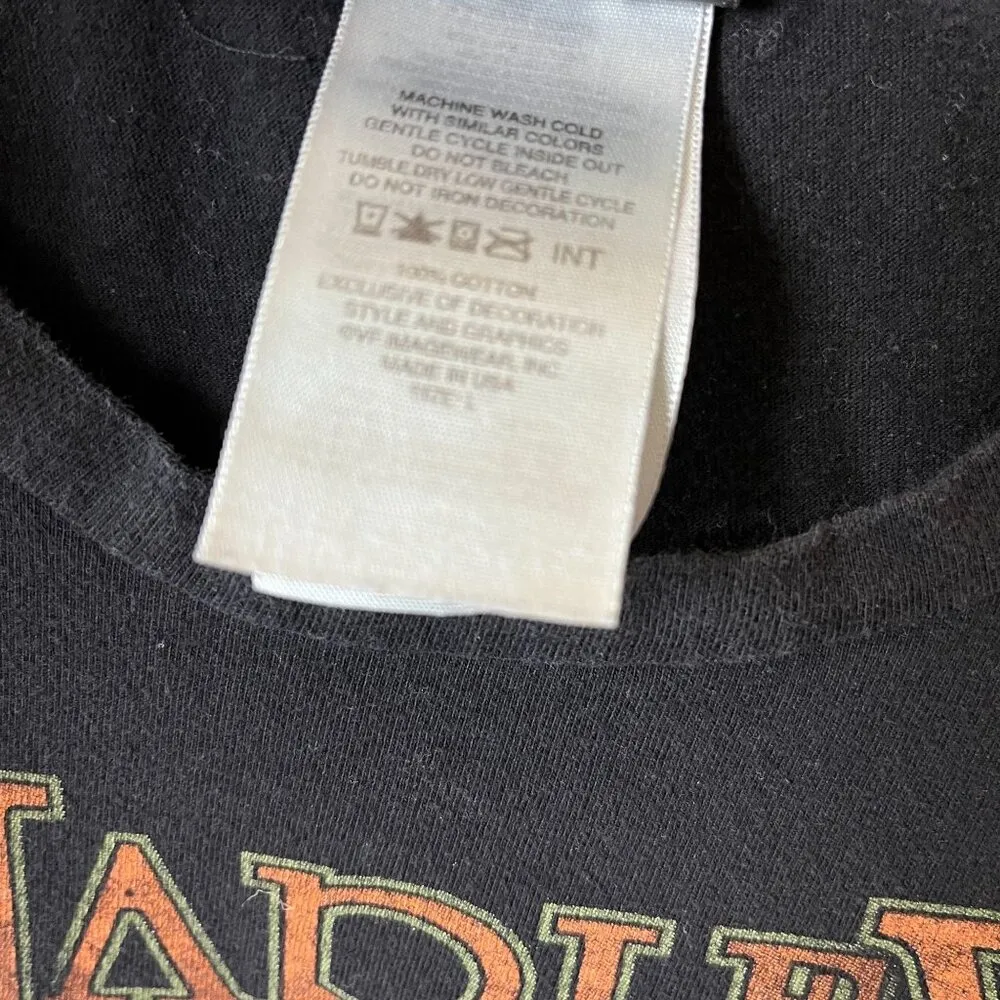 MACHINE WASH COLD
WITH SIMILAR COLORS
GENTLE CYCLE INSIDE OUT
DO NOT BLEACH
TUMBLE DRY LOW GENTLE CYCLE
DO NOT IRON DECORATION
INT
100% COTTON
EXCLUSIVE OF DECORATION
STYLE AND GRAPHICS
©VF IMAGEWEAR, INC
MADE IN USA
SIZE: L